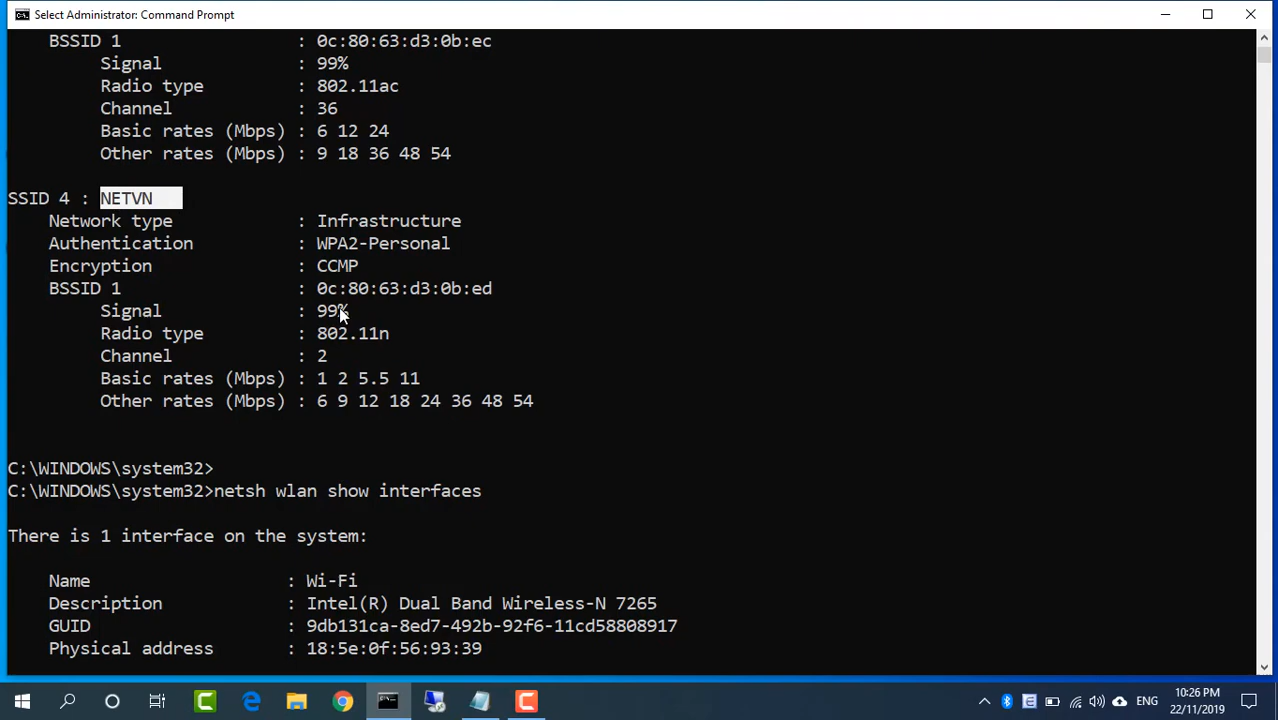 Select Administrator: Command Prompt
BSSID 1 : 0c:80:63:d3:0b:ec
Signal : 99%
Radio type : 802.11ac
Channel : 36
Basic rates (Mbps) : 6 12 24
Other rates (Mbps) : 9 18 36 48 54
SSID 4 : NETVN
Network type : Infrastructure
Authentication : WPA2-Personal
Encryption : CCMP
BSSID 1 : 0c:80:63:d3:0b:ed
Signal : 99%
Radio type : 802.11n
Channel : 2
Basic rates (Mbps) : 1 2 5.5 11
Other rates (Mbps) : 6 9 12 18 24 36 48 54
C:\WINDOWS\system32>
C:\WINDOWS\system32>netsh wlan show interfaces
There is 1 interface on the system:
Name : Wi-Fi
Description : Intel(R) Dual Band Wireless-N 7265
GUID : 9db131ca-8ed7-492b-92f6-11cd58808917
Physical address : 18:5e:0f:56:93:39
ENG
10:26 PM
22/11/2019